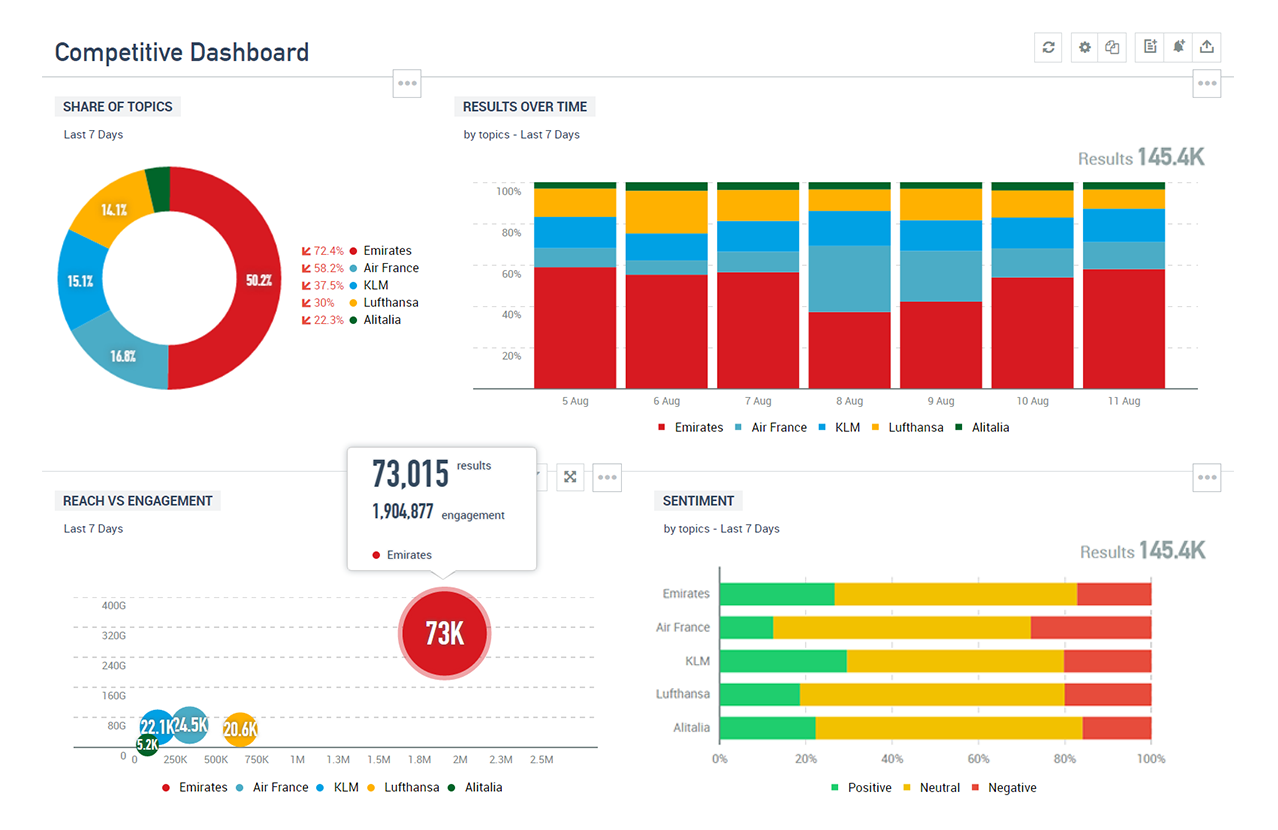 Competitive Dashboard
SHARE OF TOPICS
Last 7 Days
14.1%
15.1%
50.2%
16.8%
72.4% Emirates
58.2% Air France
37.5% KLM
30% Lufthansa
22.3% Alitalia
RESULTS OVER TIME
by topics - Last 7 Days
Results 145.4K
100%
80%
60%
40%
20%
5 Aug 6 Aug 7 Aug 8 Aug 9 Aug 10 Aug 11 Aug
Emirates Air France KLM Lufthansa Alitalia
REACH VS ENGAGEMENT
Last 7 Days
73,015 results
1,904,877 engagement
Emirates
400G
320G
240G
160G
80G
0
73K
22.1K 24.5K 20.6K
5.2K
0 250K 500K 750K 1M 1.3M 1.5M 1.8M 2M 2.3M 2.5M
Emirates Air France KLM Lufthansa Alitalia
SENTIMENT
by topics - Last 7 Days
Results 145.4K
Emirates
Air France
KLM
Lufthansa
Alitalia
0% 20% 40% 60% 80% 100%
Positive Neutral Negative